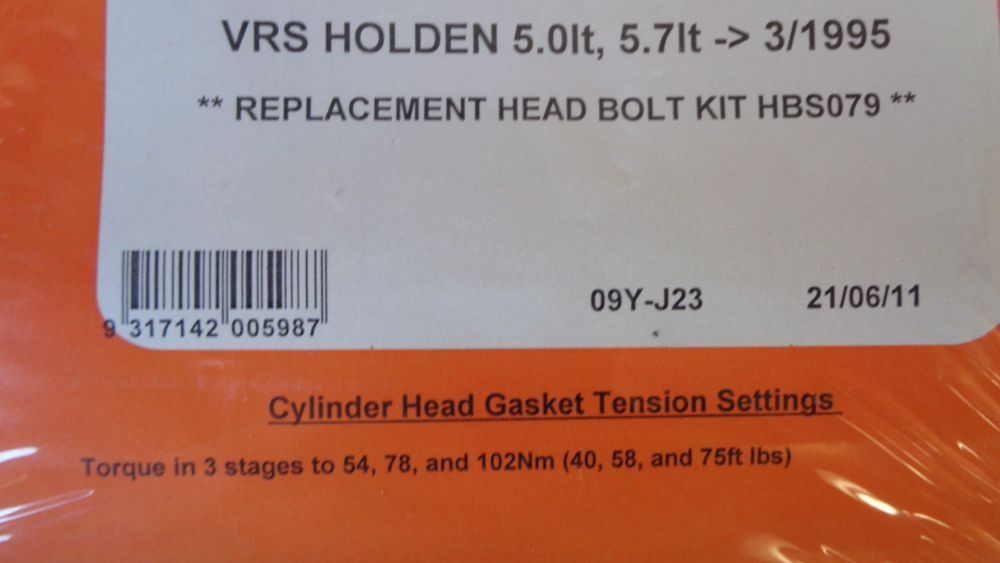 VRS HOLDEN 5.0lt, 5.7lt -> 3/1995
** REPLACEMENT HEAD BOLT KIT HBS079 **
9 317142 005987
09Y-J23 21/06/11
Cylinder Head Gasket Tension Settings
Torque in 3 stages to 54, 78, and 102Nm (40, 58, and 75ft lbs)